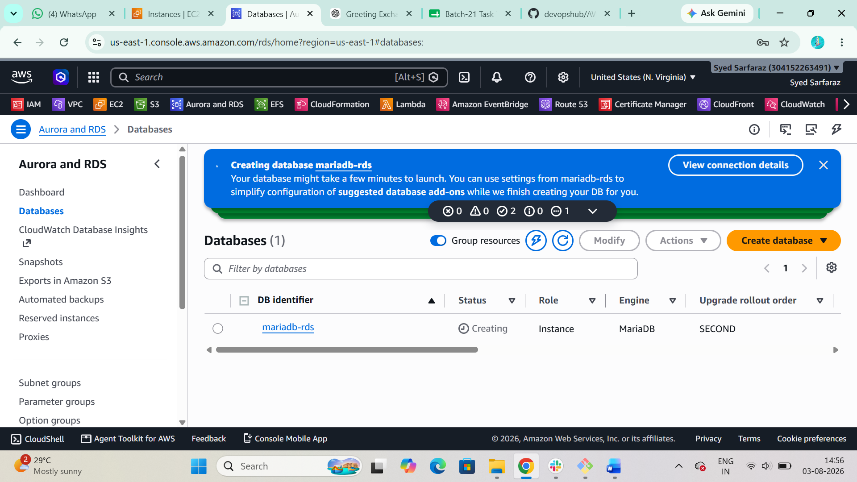 WhatsApp
Instances | EC2
Databases | Au
Greeting Exch
Batch-21 Task
devopshub/AW
Ask Gemini
us-east-1.console.aws.amazon.com/rds/home?region=us-east-1#databases:
aws
Search
[Alt+S]
United States (N. Virginia)
Syed Sarfaraz (304152263491)
Syed Sarfaraz
IAM
VPC
EC2
S3
Aurora and RDS
EFS
CloudFormation
Lambda
Amazon EventBridge
Route 53
Certificate Manager
CloudFront
CloudWatch
Aurora and RDS
Databases
Aurora and RDS
Dashboard
Databases
CloudWatch Database Insights
Snapshots
Exports in Amazon S3
Automated backups
Reserved instances
Proxies
Subnet groups
Parameter groups
Option groups
Creating database mariadb-rds
Your database might take a few minutes to launch. You can use settings from mariadb-rds to
simplify configuration of suggested database add-ons while we finish creating your DB for you.
View connection details
0 0 2 0 1
Databases (1)
Group resources
Modify
Actions
Create database
Filter by databases
1
DB identifier
Status
Role
Engine
Upgrade rollout order
mariadb-rds
Creating
Instance
MariaDB
SECOND
CloudShell
Agent Toolkit for AWS
Feedback
Console Mobile App
© 2026, Amazon Web Services, Inc. or its affiliates.
Privacy
Terms
Cookie preferences
2
29°C
Mostly sunny
Search
ENG
IN
14:56
03-08-2026